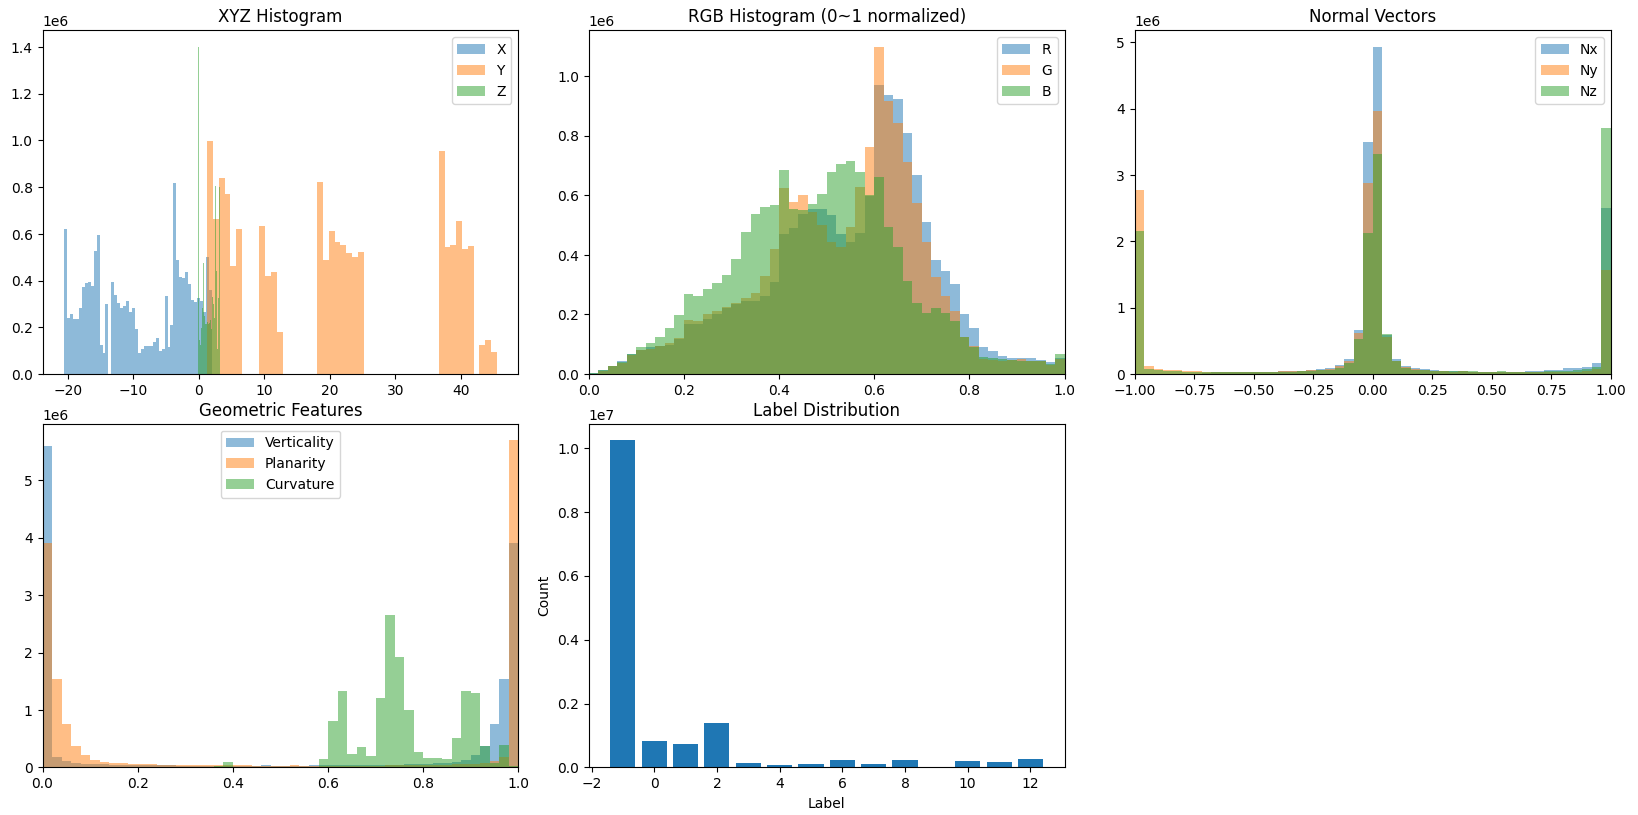 XYZ Histogram
1e6
X
Y
Z
1.4
1.2
1.0
0.8
0.6
0.4
0.2
0.0
−20
−10
0
10
20
30
40
RGB Histogram (0~1 normalized)
1e6
R
G
B
1.0
0.8
0.6
0.4
0.2
0.0
0.0
0.2
0.4
0.6
0.8
1.0
Normal Vectors
1e6
Nx
Ny
Nz
5
4
3
2
1
0
−1.00
−0.75
−0.50
−0.25
0.00
0.25
0.50
0.75
1.00
Geometric Features
1e6
Verticality
Planarity
Curvature
5
4
3
2
1
0
0.0
0.2
0.4
0.6
0.8
1.0
Label Distribution
1e7
Count
1.0
0.8
0.6
0.4
0.2
0.0
−2
0
2
4
6
8
10
12
Label